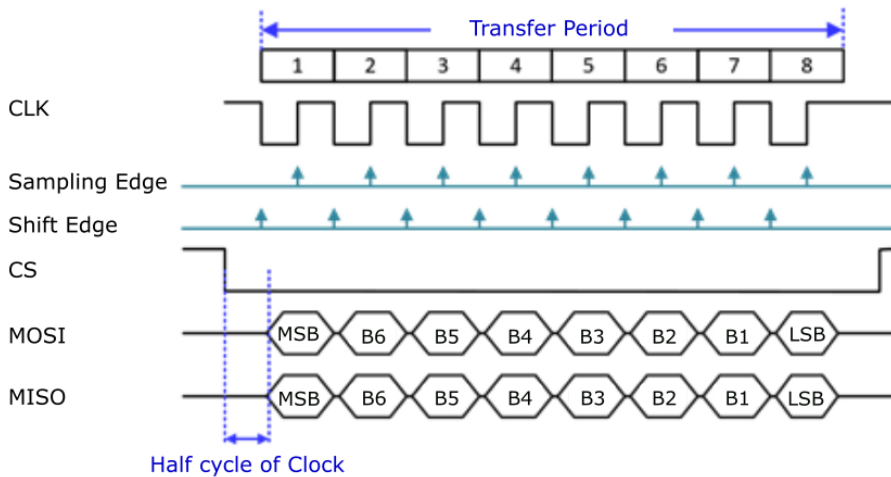 Transfer Period
1 2 3 4 5 6 7 8
CLK
Sampling Edge
Shift Edge
CS
MOSI MSB B6 B5 B4 B3 B2 B1 LSB
MISO MSB B6 B5 B4 B3 B2 B1 LSB
Half cycle of Clock